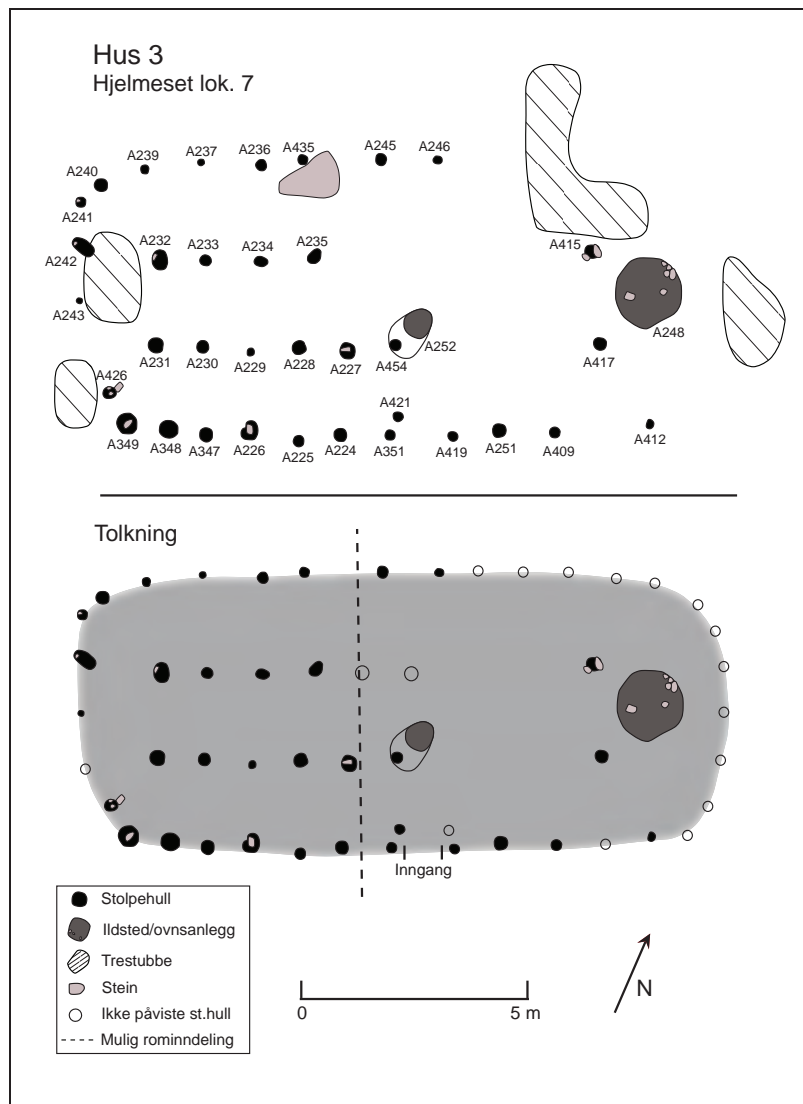 Hus 3
Hjelmeset lok. 7
A240
A239
A237
A236
A435
A245
A246
A241
A242
A232
A233
A234
A235
A415
A243
A248
A231
A230
A229
A228
A227
A454
A252
A417
A426
A421
A349
A348
A347
A226
A225
A224
A351
A419
A251
A409
A412
Tolkning
Inngang
Stolpehull
Ildsted/ovnsanlegg
Trestubbe
Stein
Ikke påviste st.hull
Mulig rominndeling
0 5 m
N